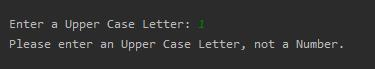 Enter a Upper Case Letter: 1
Please enter an Upper Case Letter, not a Number.